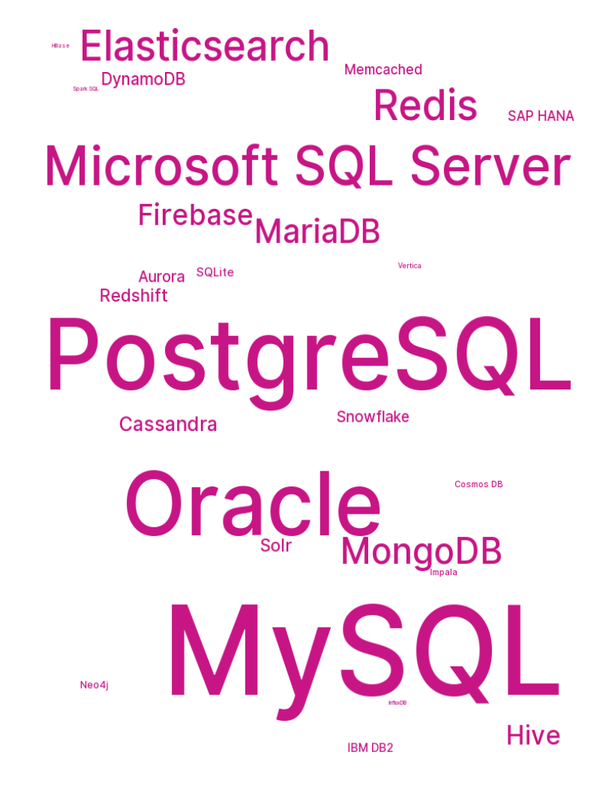 Elasticsearch
HBase
Memcached
DynamoDB
Spark SQL
Redis
SAP HANA
Microsoft SQL Server
Firebase
MariaDB
Vertica
SQLite
Aurora
Redshift
PostgreSQL
Snowflake
Cassandra
Cosmos DB
Oracle
Solr
MongoDB
Impala
MySQL
Neo4j
InfluxDB
Hive
IBM DB2